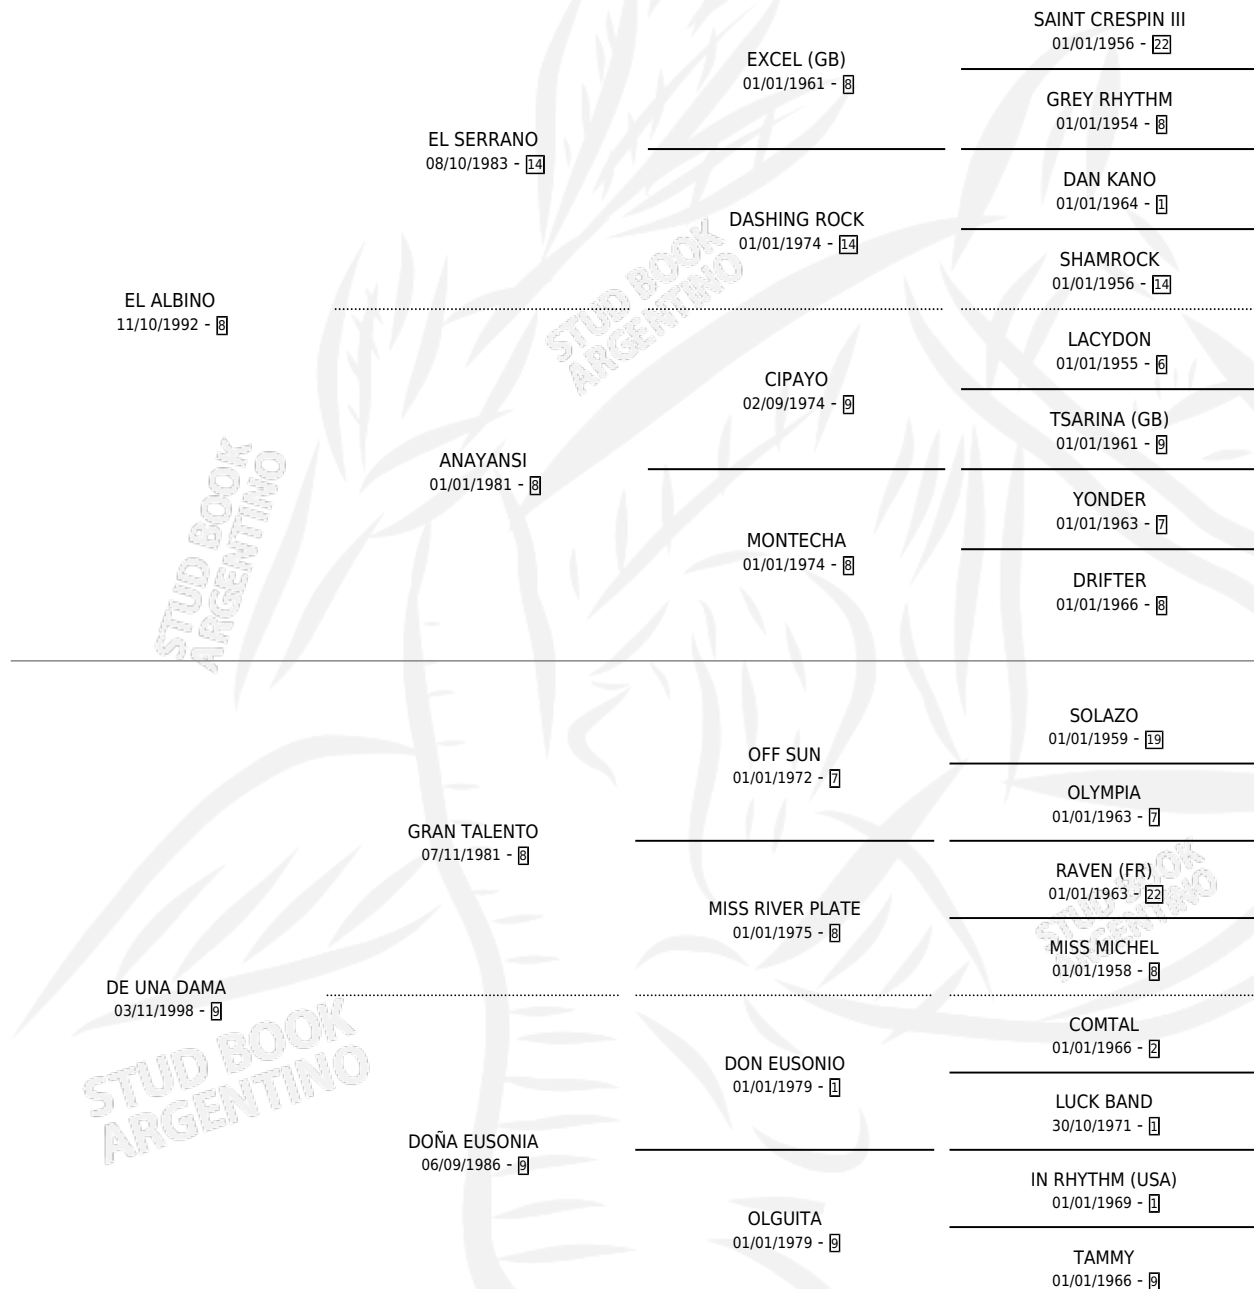 SAINT CRESPIN III
01/01/1956 - 22
EXCEL (GB)
01/01/1961 - 8
GREY RHYTHM
01/01/1954 - 8
EL SERRANO
08/10/1983 - 14
DAN KANO
01/01/1964 - 1
DASHING ROCK
01/01/1974 - 14
SHAMROCK
01/01/1956 - 14
EL ALBINO
11/10/1992 - 8
STUD BOOK
ARGENTINO
LACYDON
01/01/1955 - 6
CIPAYO
02/09/1974 - 9
TSARINA (GB)
01/01/1961 - 9
ANAYANSI
01/01/1981 - 8
YONDER
01/01/1963 - 7
MONTECHA
01/01/1974 - 8
DRIFTER
01/01/1966 - 8
STUD BOOK
ARGENTINO
SOLAZO
01/01/1959 - 19
OFF SUN
01/01/1972 - 7
OLYMPIA
01/01/1963 - 7
GRAN TALENTO
07/11/1981 - 8
RAVEN (FR)
01/01/1963 - 22
MISS RIVER PLATE
01/01/1975 - 8
STUD BOOK
ARGENTINO
MISS MICHEL
01/01/1958 - 8
DE UNA DAMA
03/11/1998 - 9
STUD BOOK
ARGENTINO
COMTAL
01/01/1966 - 2
DON EUSONIO
01/01/1979 - 1
LUCK BAND
30/10/1971 - 1
DOÑA EUSONIA
06/09/1986 - 9
IN RHYTHM (USA)
01/01/1969 - 1
OLGUITA
01/01/1979 - 9
TAMMY
01/01/1966 - 9